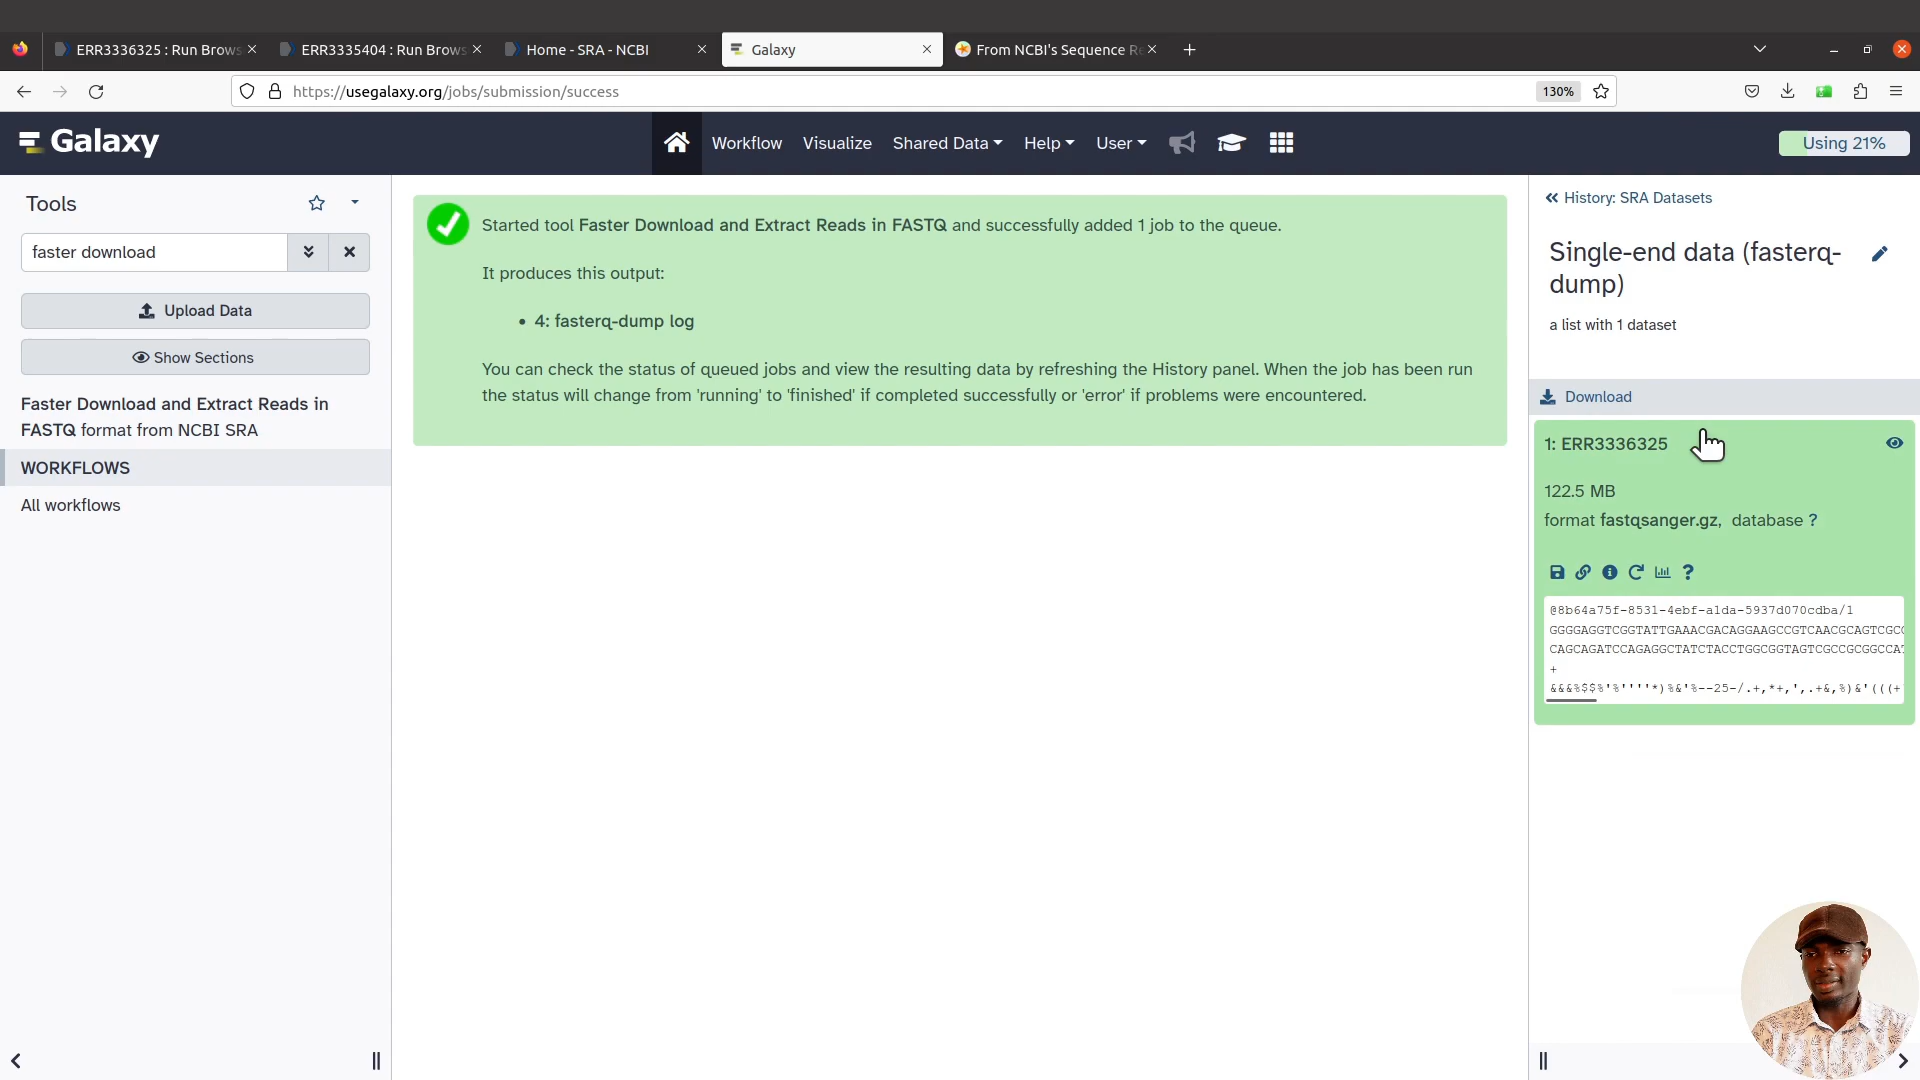 ERR3336325 : Run Brows
ERR3335404 : Run Brows
Home - SRA - NCBI
Galaxy
From NCBI's Sequence Re
https://usegalaxy.org/jobs/submission/success
130%
Galaxy
Workflow
Visualize
Shared Data
Help
User
Using 21%
Tools
faster download
Upload Data
Show Sections
Faster Download and Extract Reads in
FASTQ format from NCBI SRA
WORKFLOWS
All workflows
Started tool Faster Download and Extract Reads in FASTQ and successfully added 1 job to the queue.
It produces this output:
• 4: fasterq-dump log
You can check the status of queued jobs and view the resulting data by refreshing the History panel. When the job has been run
the status will change from 'running' to 'finished' if completed successfully or 'error' if problems were encountered.
« History: SRA Datasets
Single-end data (fasterq-
dump)
a list with 1 dataset
Download
1: ERR3336325
122.5 MB
format fastqsanger.gz, database ?
@8b64a75f-8531-4ebf-a1da-5937d070cdba/1
GGGGAGGTCGGTATTGAAACGACAGGAAGCCGTCAACGCAGTCGC
CAGCAGATCCAGAGGCTATCTACCTGGCGGTAGTCGCCGCGGCCA
+
&&&%$$%'%''''*)%&'%--25-/.+,*+,',.+&,%)&'(((+